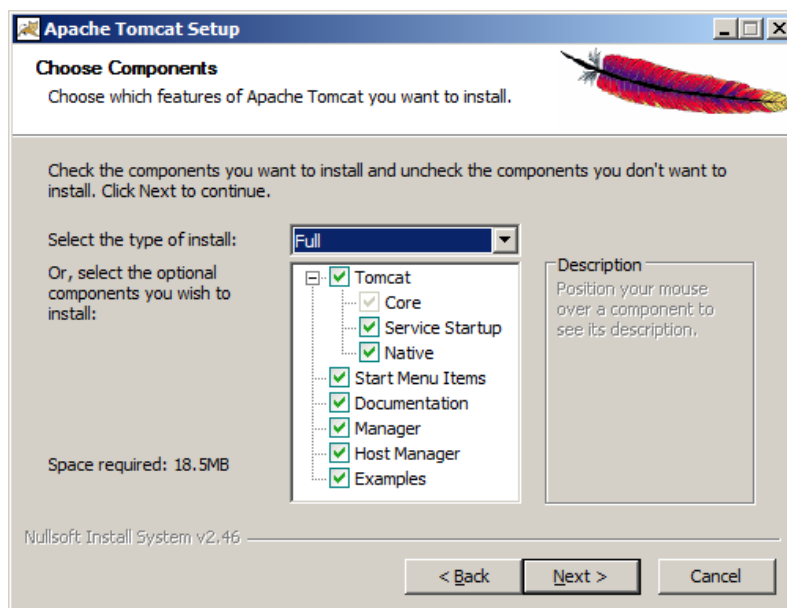 Apache Tomcat Setup
Choose Components
Choose which features of Apache Tomcat you want to install.
Check the components you want to install and uncheck the components you don't want to
install. Click Next to continue.
Select the type of install:
Full
Or, select the optional
components you wish to
install:
Tomcat
Core
Service Startup
Native
Start Menu Items
Documentation
Manager
Host Manager
Examples
Description
Position your mouse
over a component to
see its description.
Space required: 18.5MB
Nullsoft Install System v2.46
< Back
Next >
Cancel